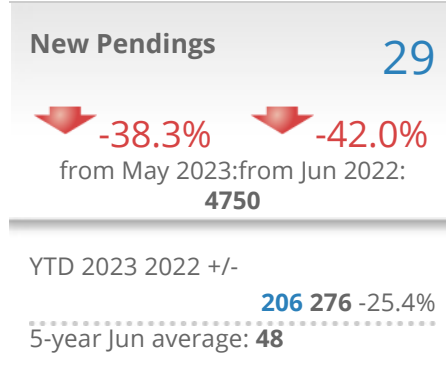 New Pendings
29
-38.3% -42.0%
from May 2023:from Jun 2022:
4750
YTD 2023 2022 +/-
206 276 -25.4%
5-year Jun average: 48